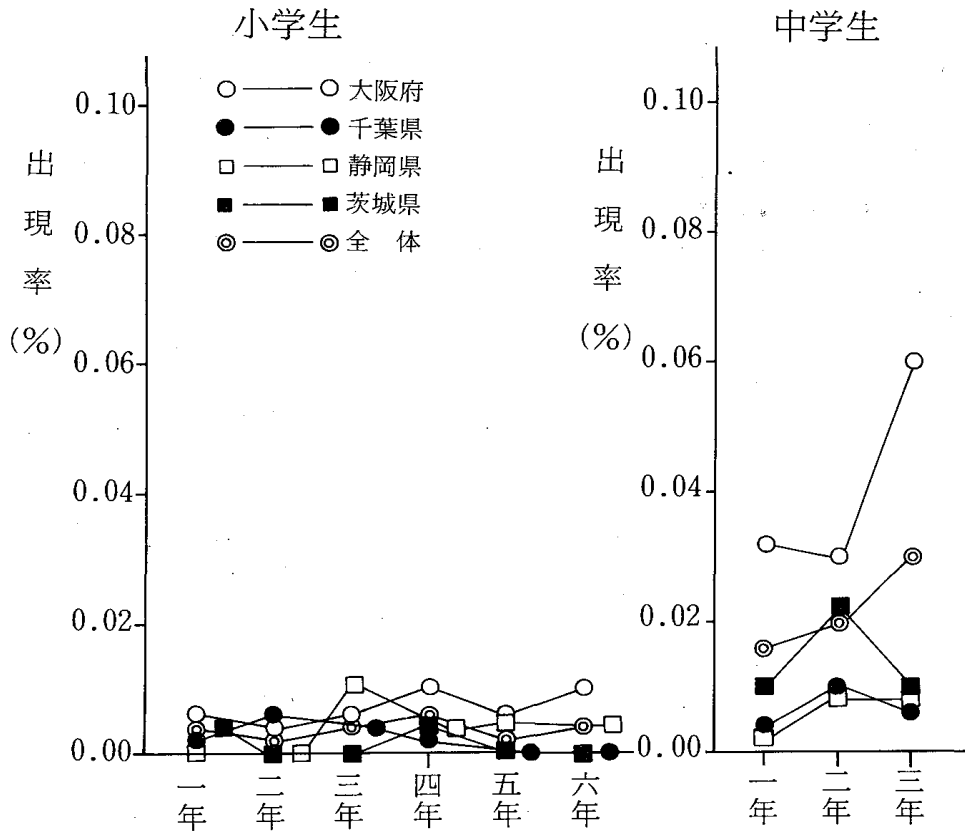 小学生
大阪府
千葉県
静岡県
茨城県
全 体
出現率(%)
0.10
0.08
0.06
0.04
0.02
0.00
一年
二年
三年
四年
五年
六年
中学生
出現率(%)
0.10
0.08
0.06
0.04
0.02
0.00
一年
二年
三年